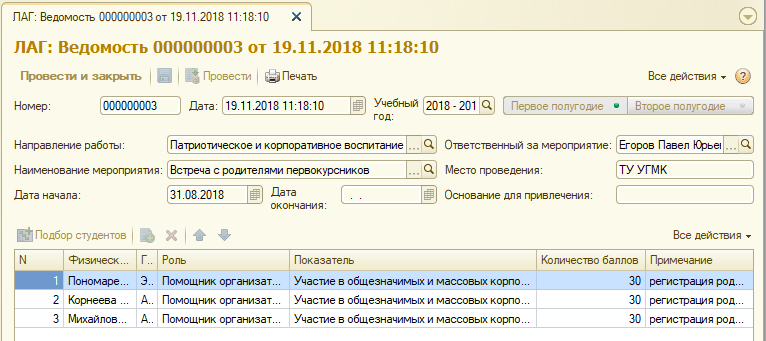 ЛАГ: Ведомость 000000003 от 19.11.2018 11:18:10
ЛАГ: Ведомость 000000003 от 19.11.2018 11:18:10
Провести и закрыть Провести Печать Все действия
Номер: 000000003 Дата: 19.11.2018 11:18:10 Учебный год: 2018 - 201 Первое полугодие Второе полугодие
Направление работы: Патриотическое и корпоративное воспитание ... Ответственный за мероприятие: Егоров Павел Юрьев ...
Наименование мероприятия: Встреча с родителями первокурсников ... Место проведения: ТУ УГМК
Дата начала: 31.08.2018 Дата окончания: . . Основание для привлечения:
Подбор студентов Все действия
N Физическ... Г... Роль Показатель Количество баллов Примечание
1 Пономаре... Э... Помощник организат... Участие в общезначимых и массовых корпо... 30 регистрация род...
2 Корнеева ... А... Помощник организат... Участие в общезначимых и массовых корпо... 30 регистрация род...
3 Михайлов... А... Помощник организат... Участие в общезначимых и массовых корпо... 30 регистрация род...